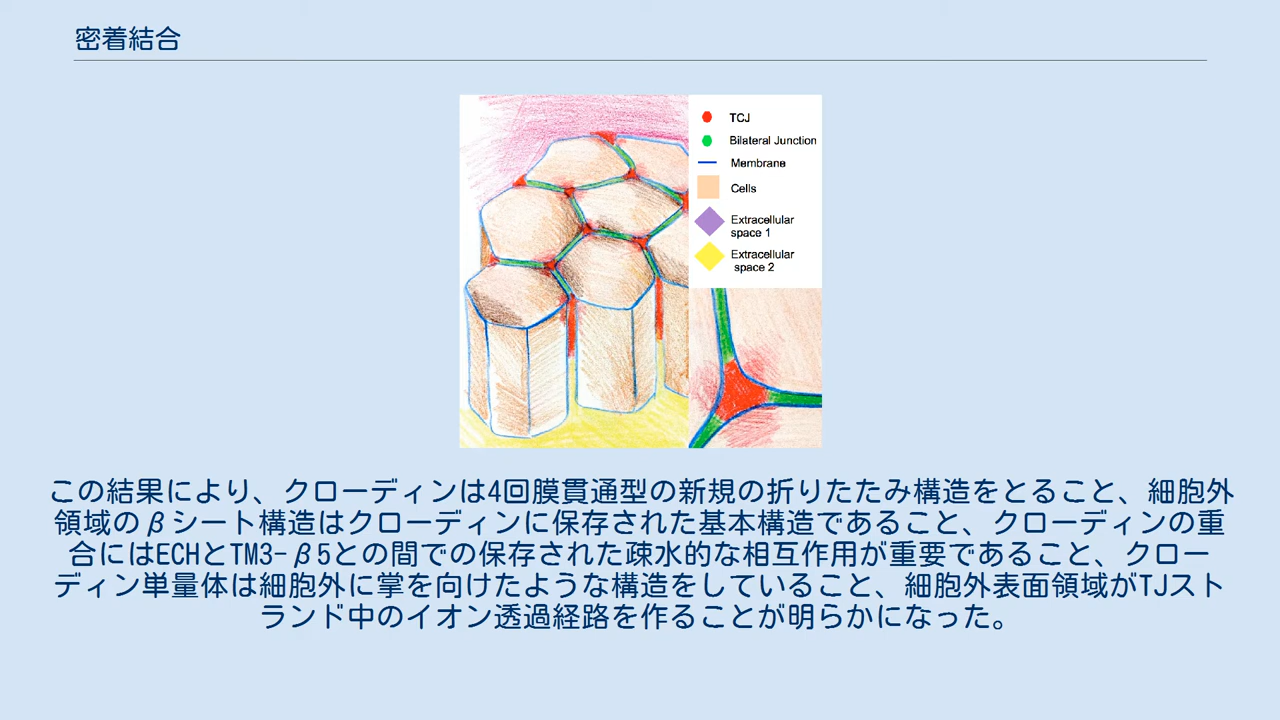 密着結合
TCJ
Bilateral Junction
Membrane
Cells
Extracellular
space 1
Extracellular
space 2
この結果により、クローディンは4回膜貫通型の新規の折りたたみ構造をとること、細胞外
領域のβシート構造はクローディンに保存された基本構造であること、クローディンの重
合にはECHとTM3-β5との間での保存された疎水的な相互作用が重要であること、クロー
ディン単量体は細胞外に掌を向けたような構造をしていること、細胞外表面領域がTJスト
ランド中のイオン透過経路を作ることが明らかになった。